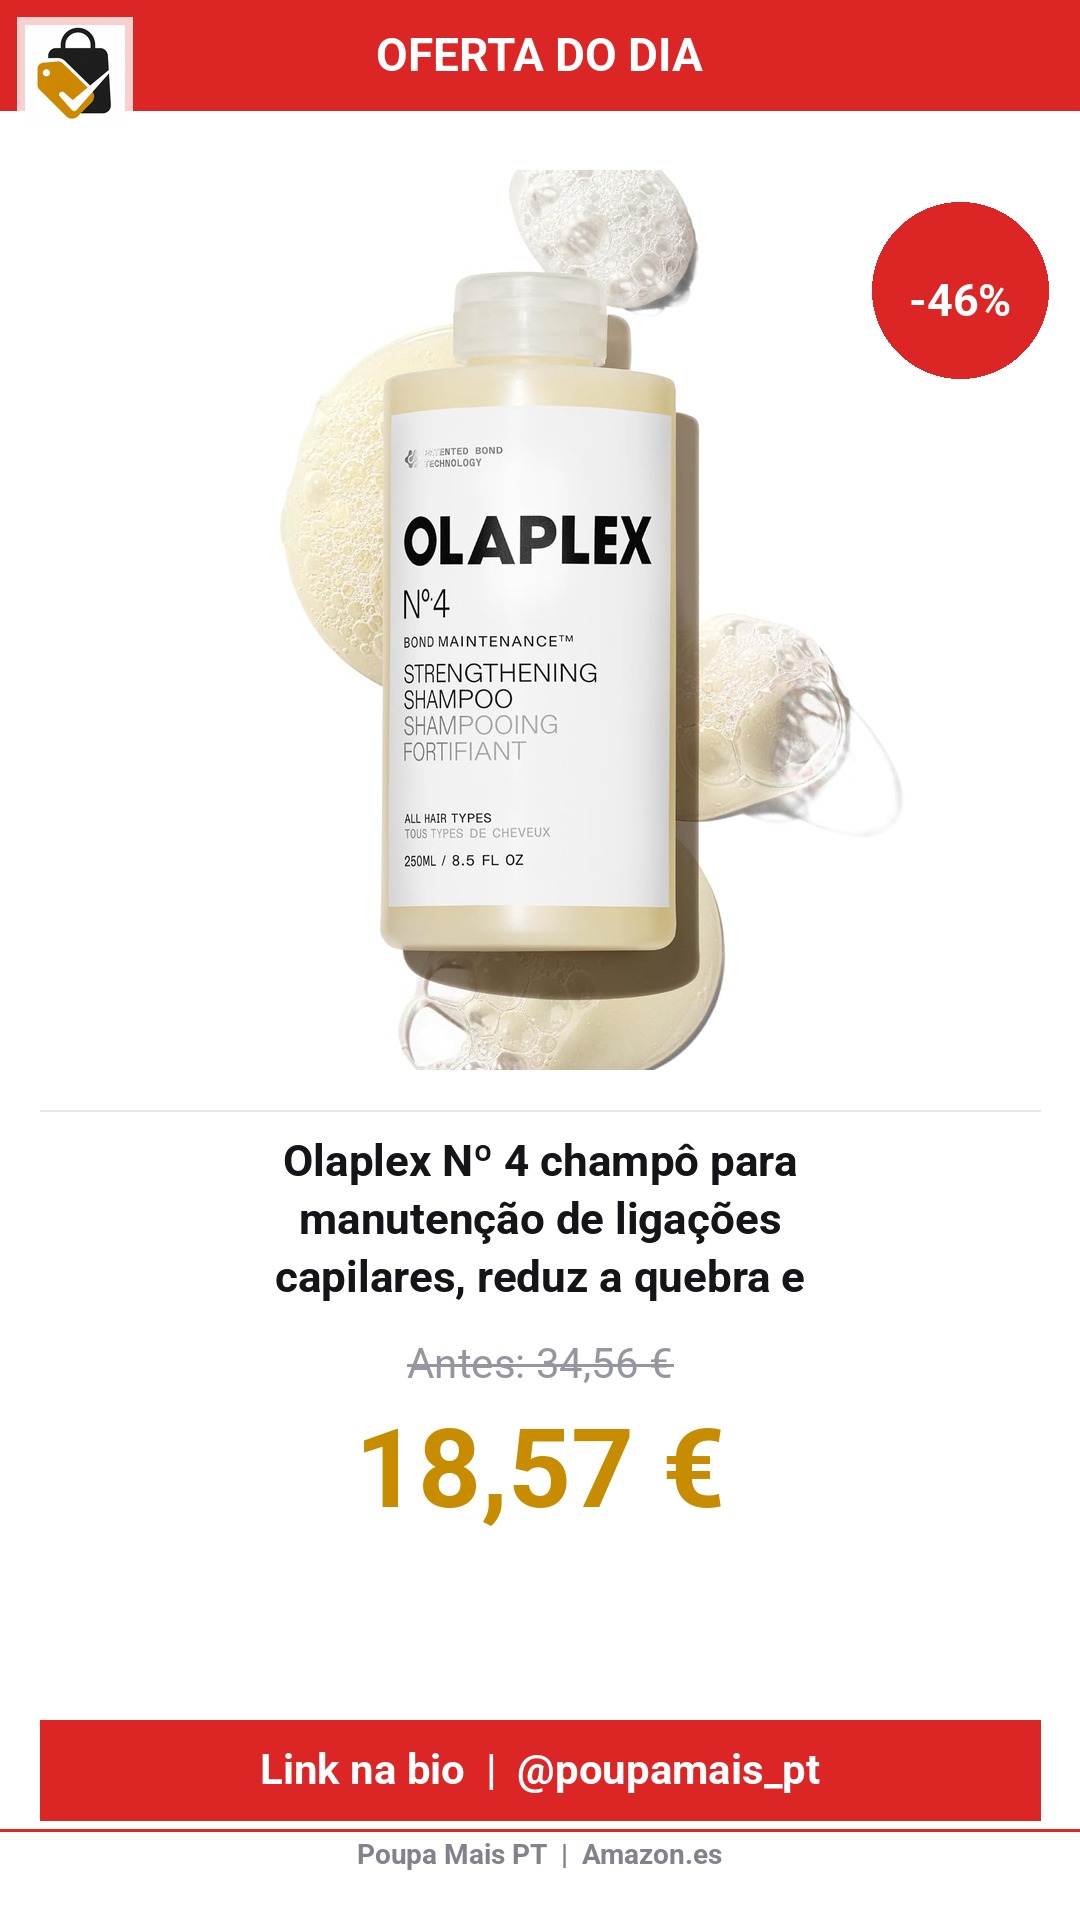 OFERTA DO DIA
-46%
PATENTED BOND
TECHNOLOGY
OLAPLEX
Nº.4
BOND MAINTENANCE™
STRENGTHENING
SHAMPOO
SHAMPOOING
FORTIFIANT
ALL HAIR TYPES
TOUS TYPES DE CHEVEUX
250ML / 8.5 FL OZ
Olaplex Nº 4 champô para
manutenção de ligações
capilares, reduz a quebra e
Antes: 34,56 €
18,57 €
Link na bio | @poupamais_pt
Poupa Mais PT | Amazon.es